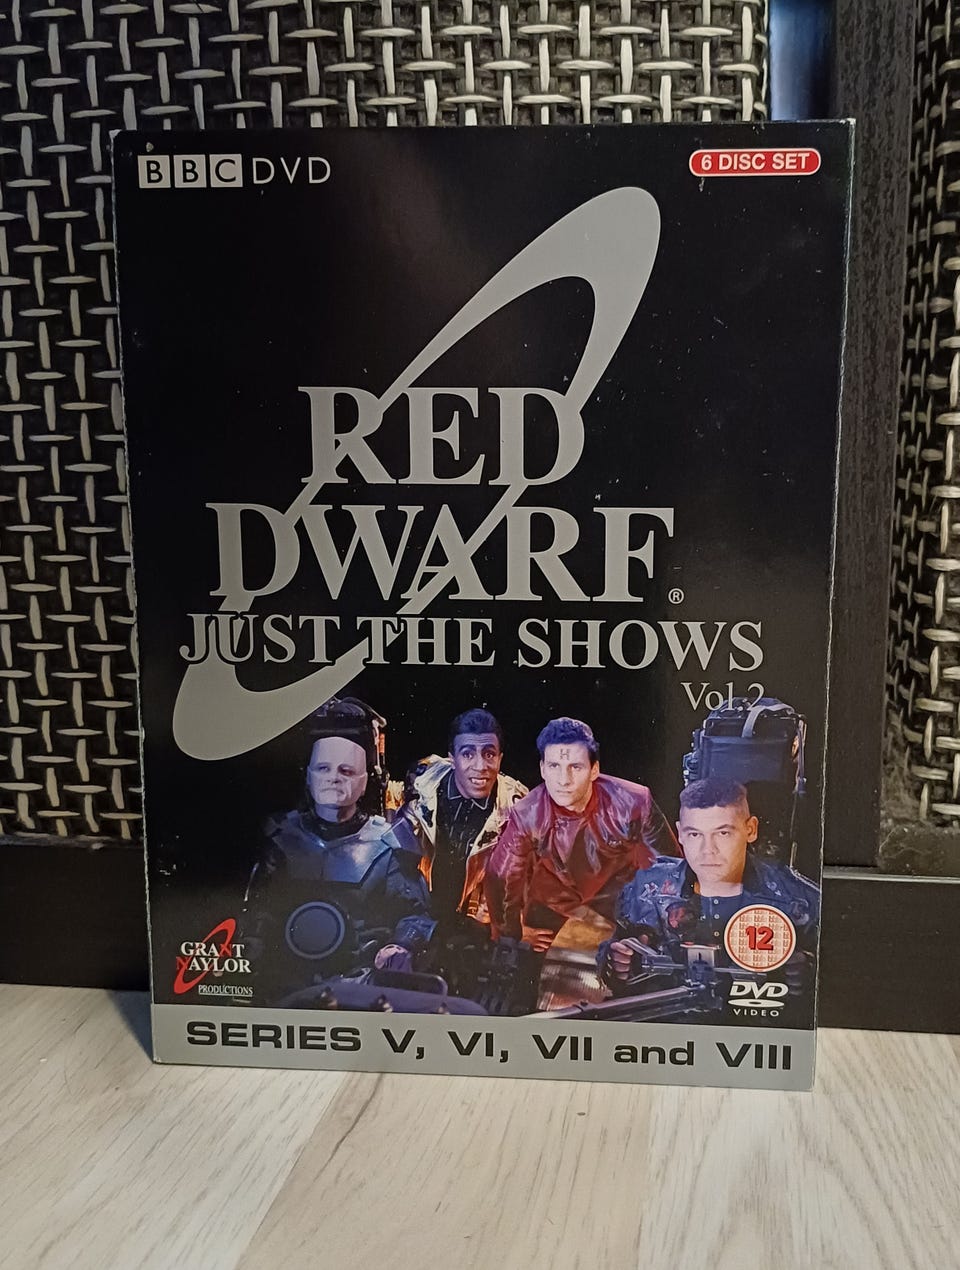 BBC DVD
6 DISC SET
RED
DWARF®
JUST THE SHOWS
Vol.2
H
GRANT
NAYLOR
PRODUCTIONS
12
DVD
VIDEO
SERIES V, VI, VII and VIII